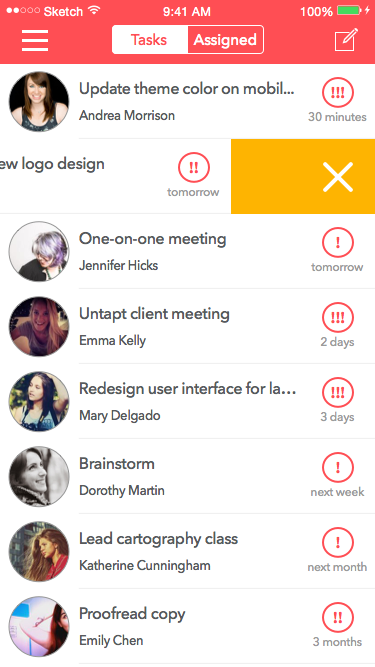 Sketch 9:41 AM 100%
Tasks Assigned
Update theme color on mobil...
!!!
Andrea Morrison
30 minutes
ew logo design
!!
tomorrow
One-on-one meeting
!
Jennifer Hicks
tomorrow
Untapt client meeting
!!!
Emma Kelly
2 days
Redesign user interface for la...
!!!
Mary Delgado
3 days
Brainstorm
!
Dorothy Martin
next week
Lead cartography class
!
Katherine Cunningham
next month
Proofread copy
!!
Emily Chen
3 months